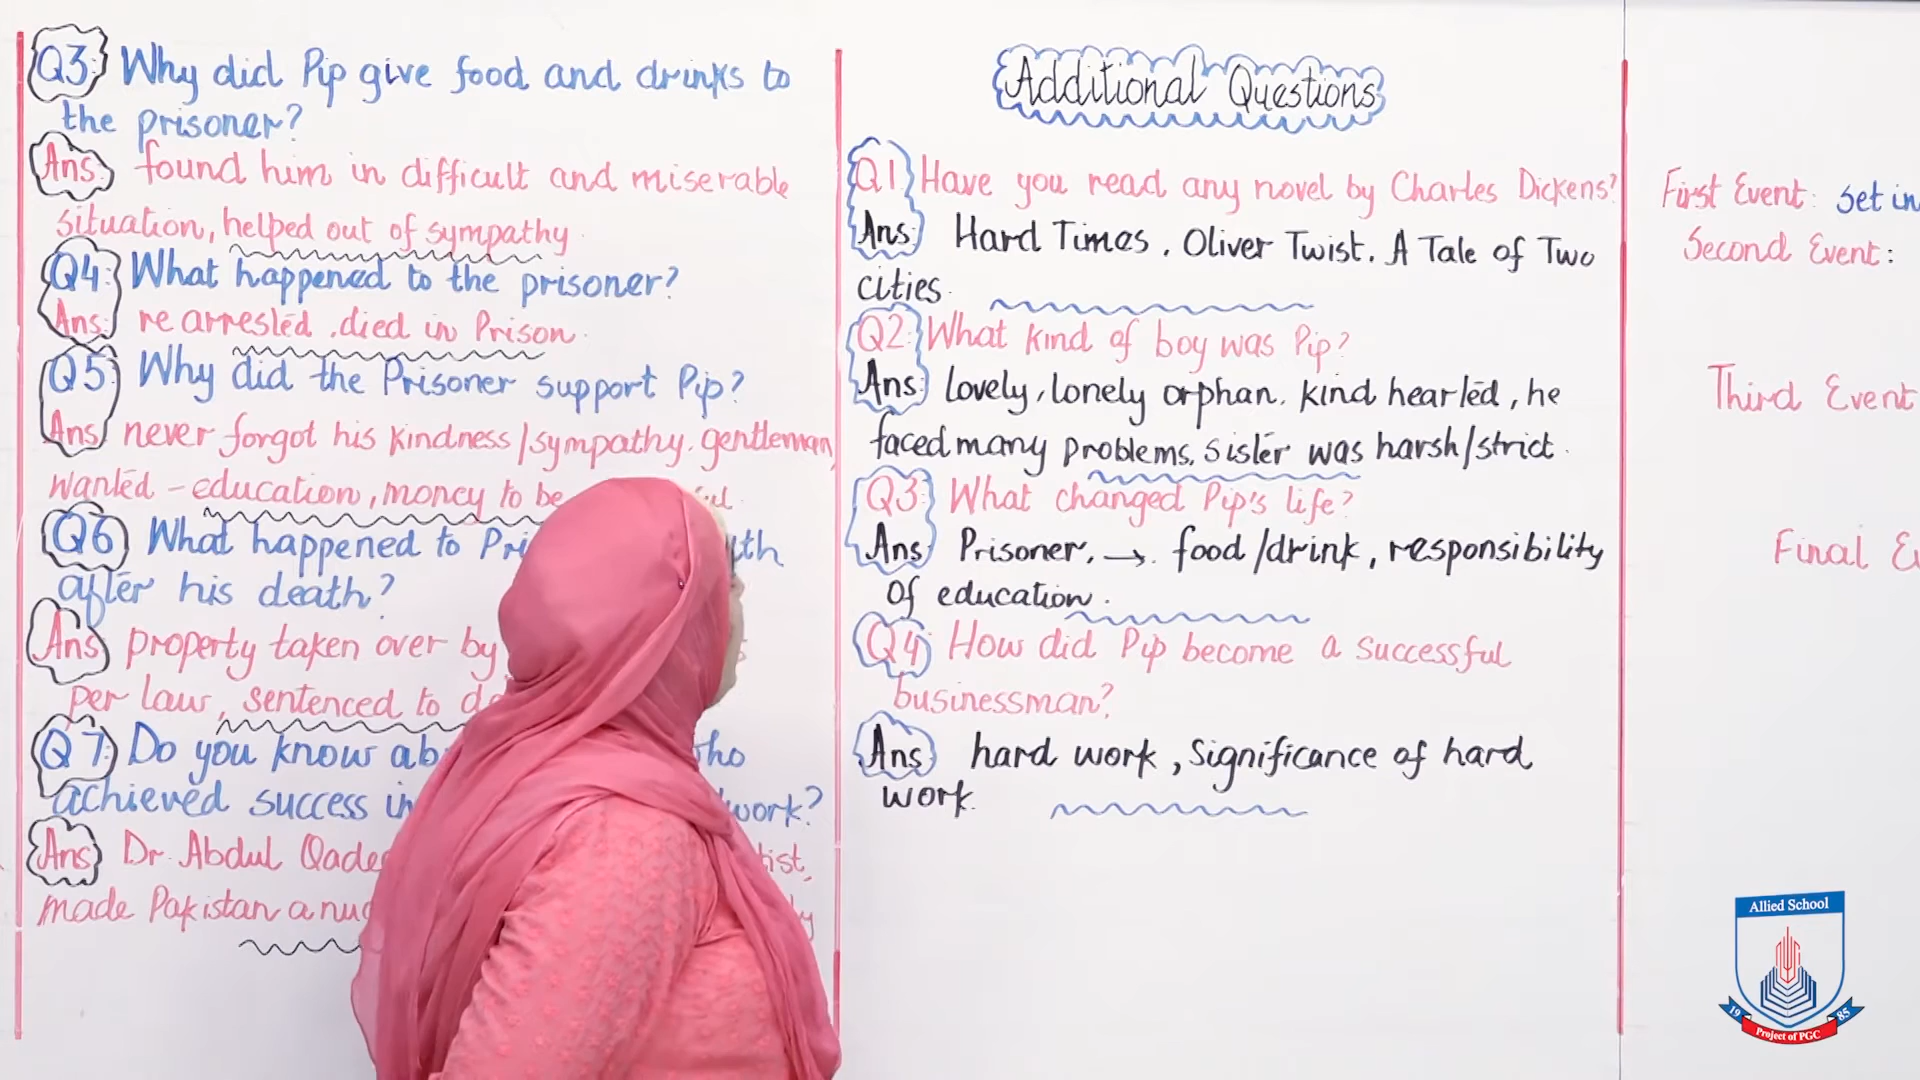 Q3: Why did Pip give food and drinks to
the prisoner?
Ans: found him in difficult and miserable
situation, helped out of sympathy
Q4: What happened to the prisoner?
Ans: re arrested, died in Prison.
Q5: Why did the Prisoner support Pip?
Ans: never forgot his kindness/sympathy. gentleman,
wanted - education, money to be
Q6 What happened to
after his death?
Ans property taken over by
per law, sentenced to
Q7: Do you know
achieved success in work?
Ans Dr. Abdul
made Pakistan a
Additional Questions
Q1. Have you read any novel by Charles Dickens?
Ans: Hard Times, Oliver Twist, A Tale of Two
cities.
Q2: What kind of boy was Pip?
Ans: lovely, lonely orphan, kind hearted, he
faced many problems, sister was harsh/strict.
Q3: What changed Pip's life?
Ans: Prisoner, → food/drink, responsibility
of education.
Q4: How did Pip become a successful
businessman?
Ans hard work, Significance of hard
work.
First Event: set in
Second Event:
Third Event
Final
Allied School
19 85
Project of PGC